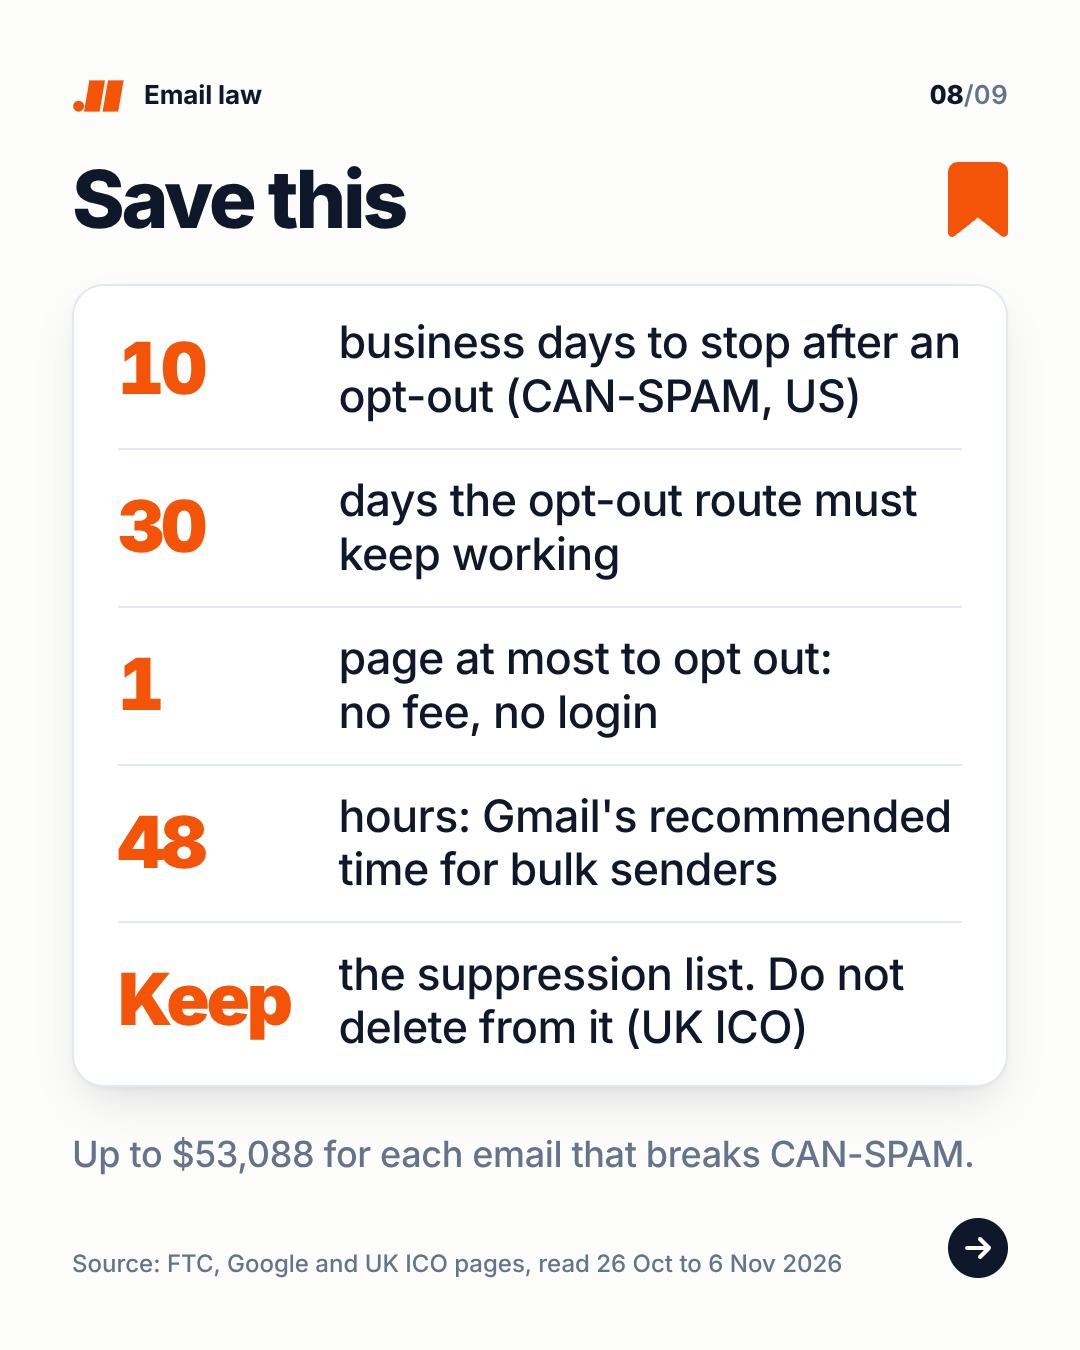 Email law
08/09
Save this
10
business days to stop after an
opt-out (CAN-SPAM, US)
30
days the opt-out route must
keep working
1
page at most to opt out:
no fee, no login
48
hours: Gmail's recommended
time for bulk senders
Keep
the suppression list. Do not
delete from it (UK ICO)
Up to $53,088 for each email that breaks CAN-SPAM.
Source: FTC, Google and UK ICO pages, read 26 Oct to 6 Nov 2026